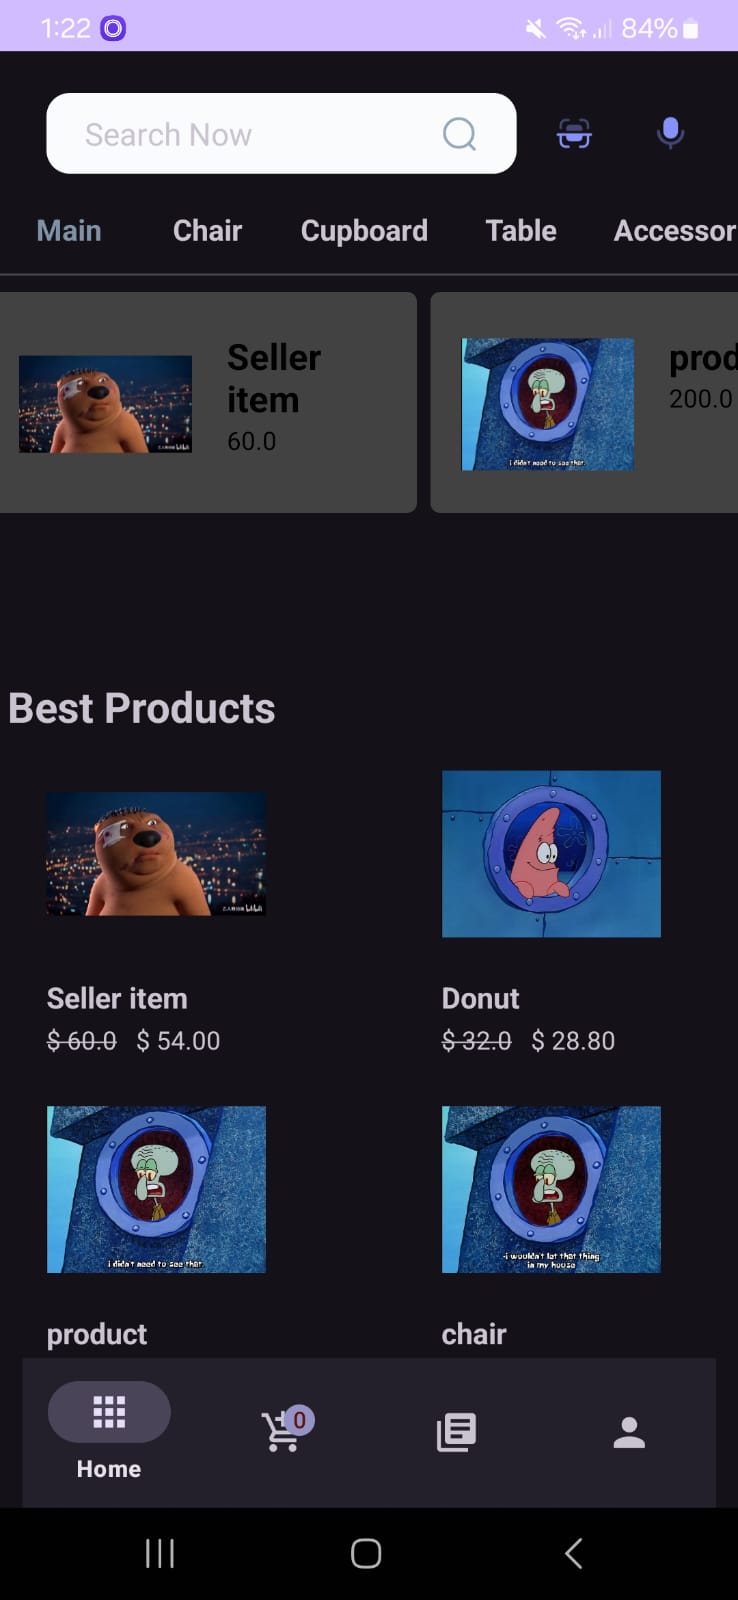 1:22 84%
Search Now
Main Chair Cupboard Table Accessor
Seller
item
60.0
prod
200.0
i didn't need to see that.
Best Products
Seller item
$ 60.0 $ 54.00
Donut
$ 32.0 $ 28.80
i didn't need to see that.
-i wouldn't let that thing
in my house
product
chair
0
Home